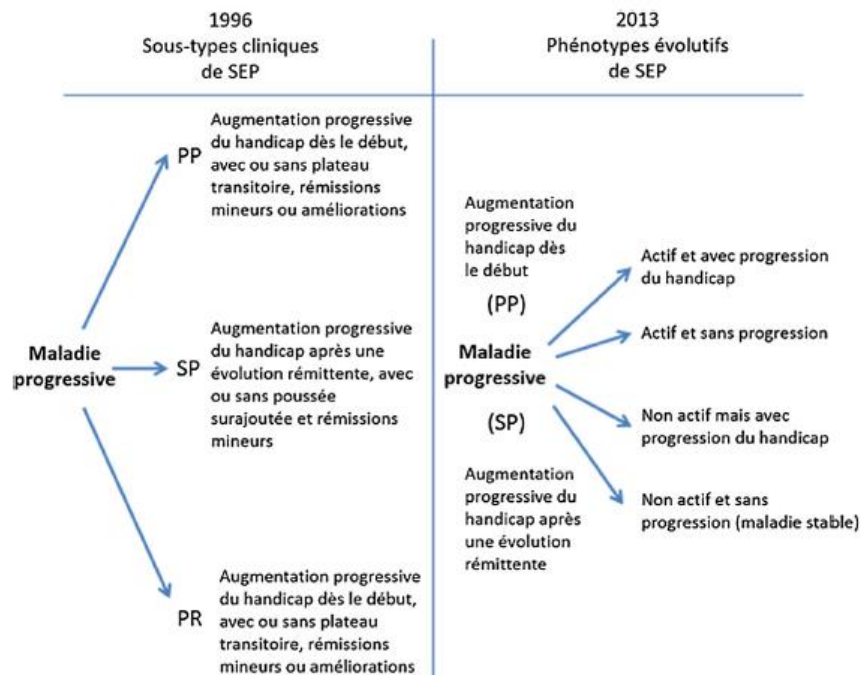 1996
Sous-types cliniques
de SEP
2013
Phénotypes évolutifs
de SEP
Maladie
progressive
PP
Augmentation progressive
du handicap dès le début,
avec ou sans plateau
transitoire, rémissions
mineurs ou améliorations
SP
Augmentation progressive
du handicap après une
évolution rémittente, avec
ou sans poussée
surajoutée et rémissions
mineurs
PR
Augmentation progressive
du handicap dès le début,
avec ou sans plateau
transitoire, rémissions
mineurs ou améliorations
Augmentation
progressive du
handicap dès
le début
(PP)
Maladie
progressive
(SP)
Augmentation
progressive du
handicap après
une évolution
rémittente
Actif et avec progression
du handicap
Actif et sans progression
Non actif mais avec
progression du handicap
Non actif et sans
progression (maladie stable)